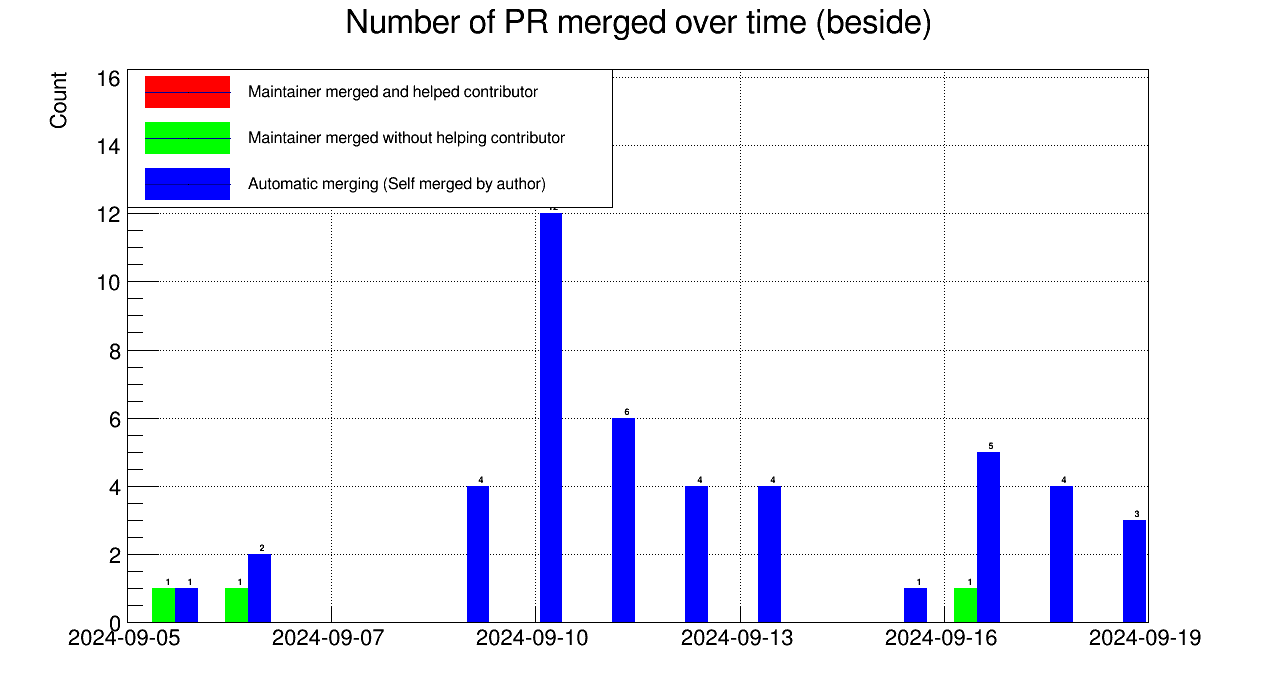 Number of PR merged over time (beside)
Count
16
14
12
10
8
6
4
2
0
Maintainer merged and helped contributor
Maintainer merged without helping contributor
Automatic merging (Self merged by author)
1 1 1 2 4 6 4 4 1 1 5 4 3
2024-09-05 2024-09-07 2024-09-10 2024-09-13 2024-09-16 2024-09-19